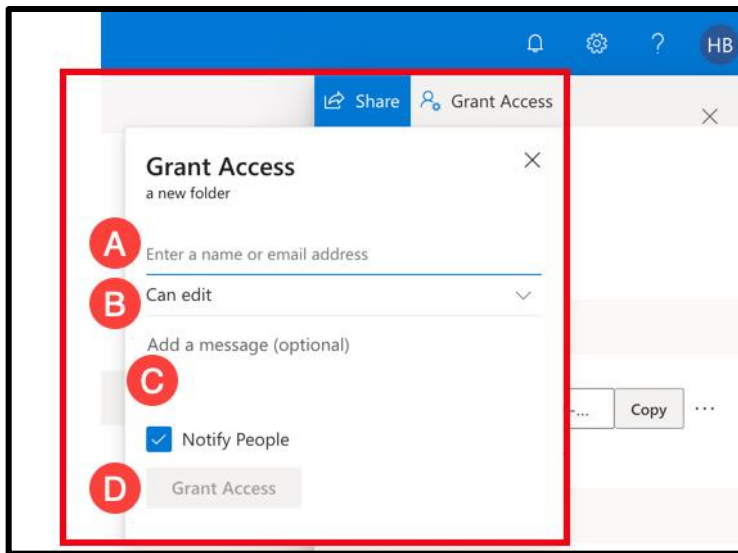 HB
Share
Grant Access
Grant Access
a new folder
A
Enter a name or email address
B
Can edit
Add a message (optional)
C
-...
Copy
Notify People
D
Grant Access